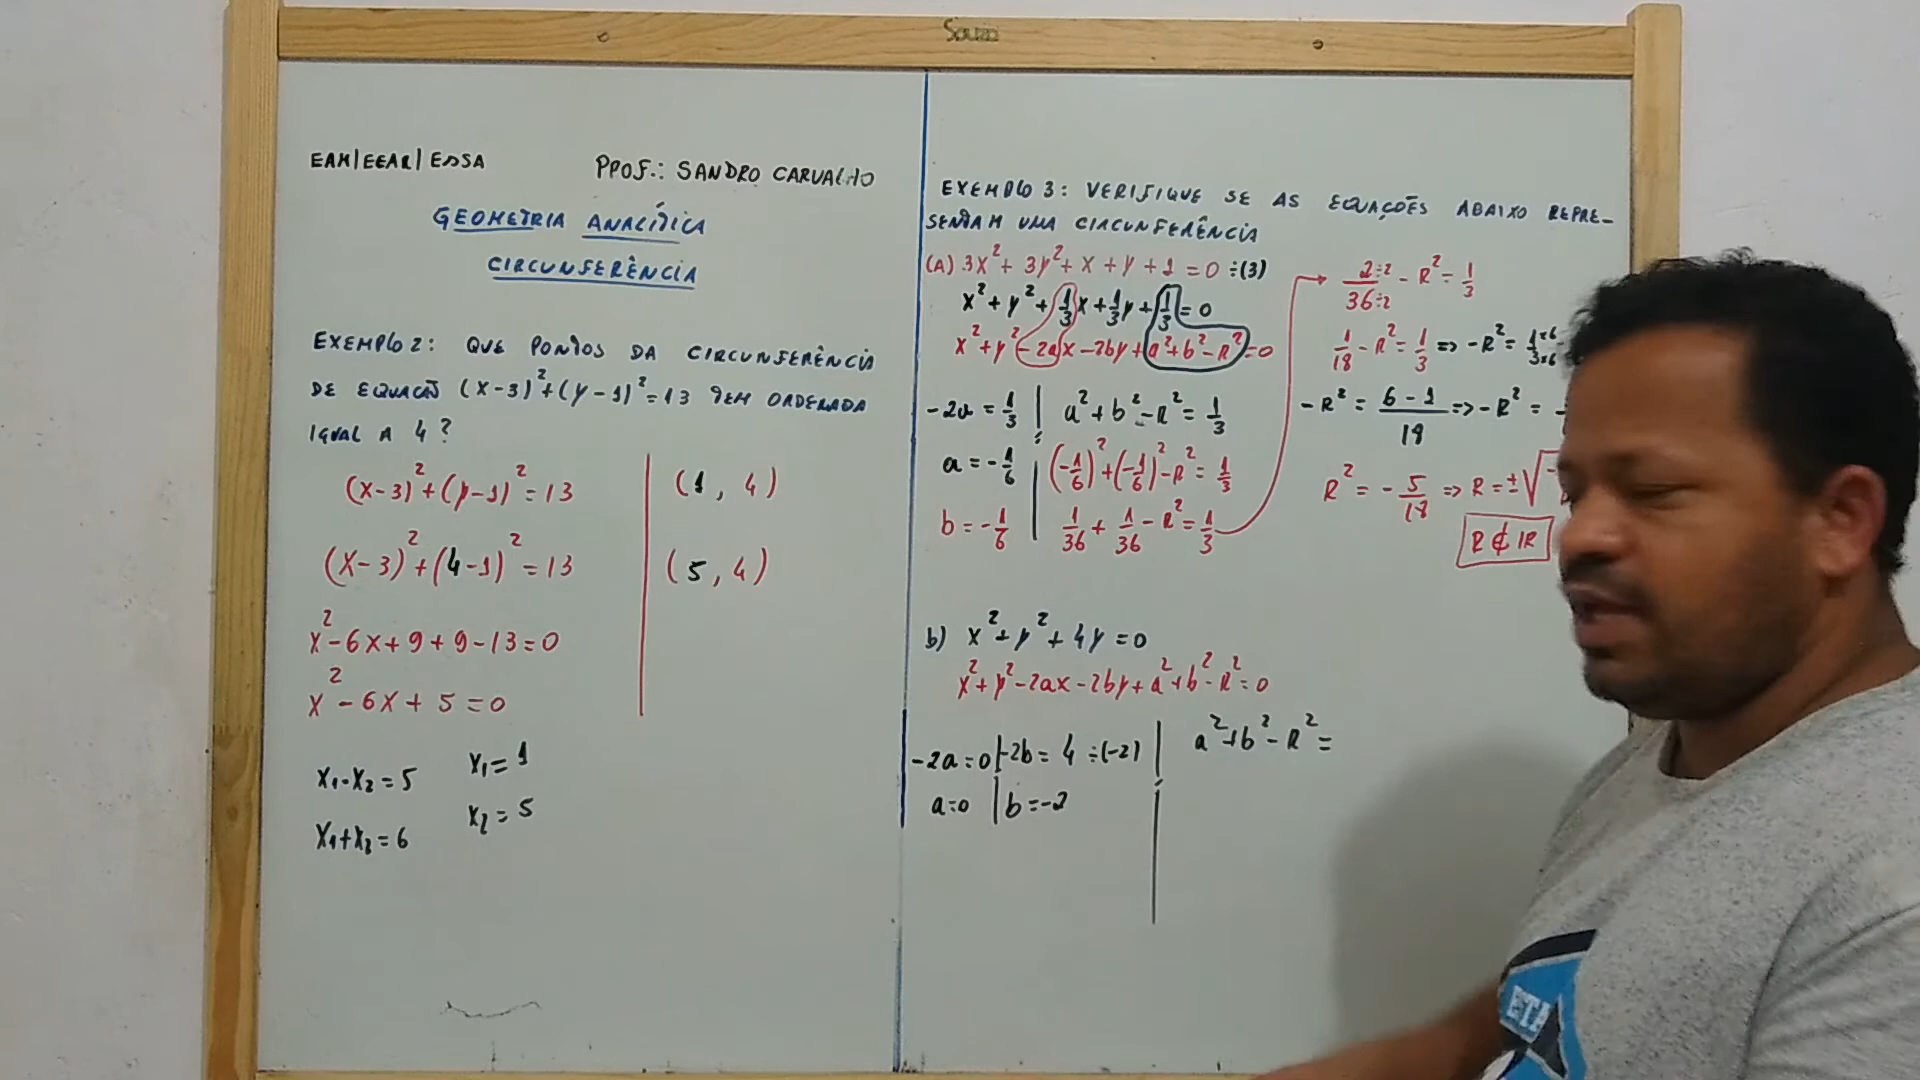 Souza
EAM|EEAR|ESSA
PROF.: SANDRO CARVALHO
GEOMETRIA ANALÍTICA
CIRCUNFERÊNCIA
EXEMPLO 2: QUE PONTOS DA CIRCUNFERÊNCIA
DE EQUAÇÃO (x-3)²+(y-1)²=13 TEM ORDENADA
IGUAL A 4?
(x-3)²+(y-1)²=13
(x-3)²+(4-1)²=13
x²-6x+9+9-13=0
x²-6x+5=0
x₁·x₂=5
x₁+x₂=6
x₁=1
x₂=5
(1, 4)
(5, 4)
EXEMPLO 3: VERIFIQUE SE AS EQUAÇÕES ABAIXO REPRE-
SENTAM UMA CIRCUNFERÊNCIA
(A) 3x²+3y²+x+y+1=0 ÷(3)
x²+y²+1/3x+1/3y+1/3=0
x²+y²-2ax-2by+a²+b²-R²=0
-2a=1/3
a=-1/6
b=-1/6
a²+b²-R²=1/3
(-1/6)²+(-1/6)²-R²=1/3
1/36+1/36-R²=1/3
2÷2/36÷2-R²=1/3
1/18-R²=1/3 => -R²=1×6/3×6-
-R²=6-1/18 => -R²=-
R²=-5/18 => R=±√-
R∉IR
b) x²+y²+4y=0
x²+y²-2ax-2by+a²+b²-R²=0
-2a=0 | -2b=4 ÷(-2)
a=0 | b=-2
a²+b²-R²=
ETA